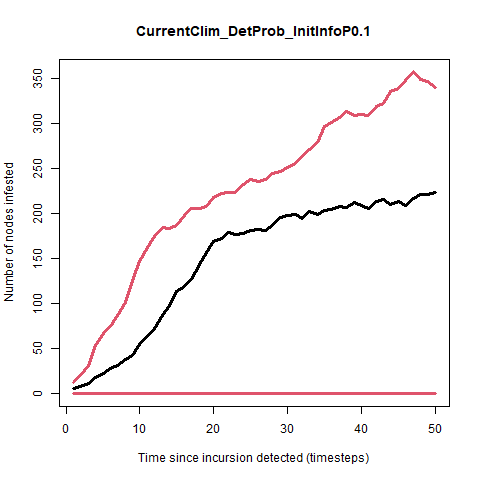 CurrentClim_DetProb_InitInfoP0.1
Number of nodes infested
350
300
250
200
150
100
50
0
0 10 20 30 40 50
Time since incursion detected (timesteps)